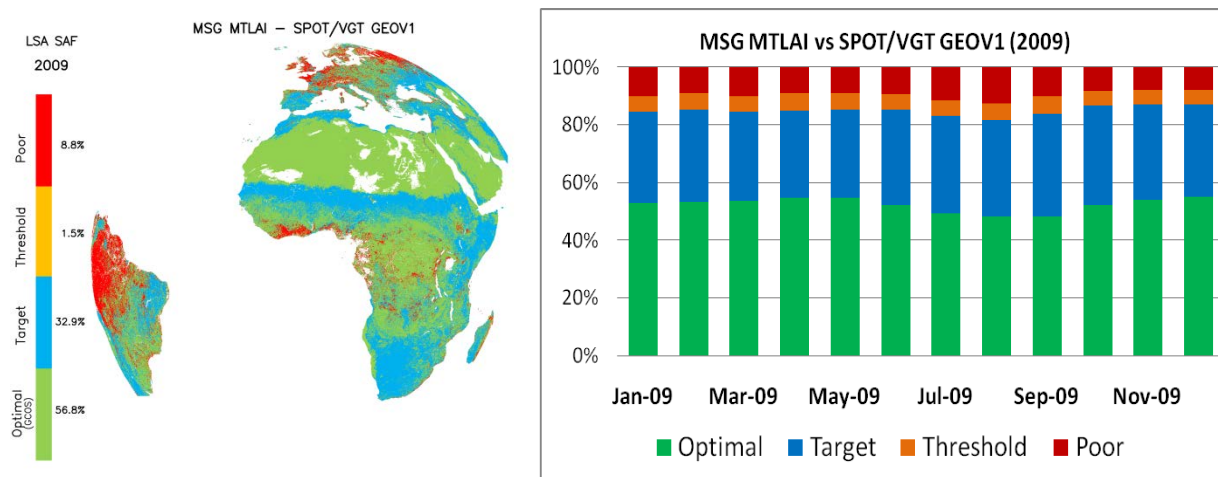 MSG MTLAI – SPOT/VGT GEOV1
LSA SAF
2009
Poor
8.8%
Threshold
1.5%
Target
32.9%
Optimal
(GCOS)
56.8%
MSG MTLAI vs SPOT/VGT GEOV1 (2009)
100%
80%
60%
40%
20%
0%
Jan-09 Mar-09 May-09 Jul-09 Sep-09 Nov-09
Optimal Target Threshold Poor